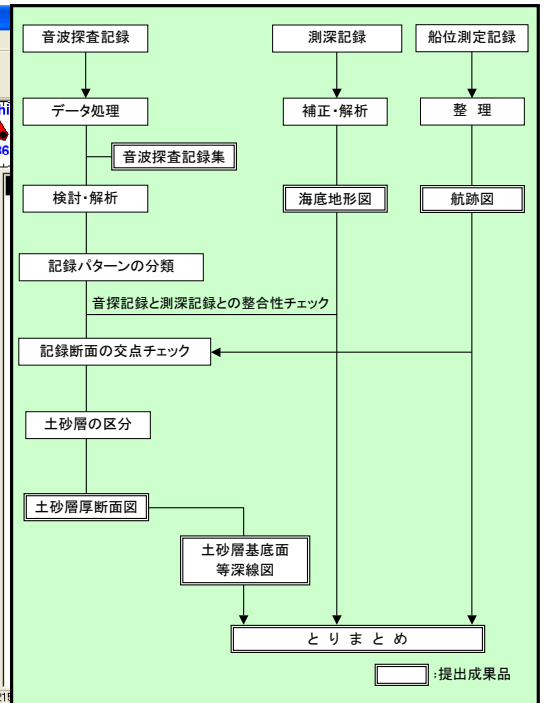 音波探査記録
測深記録
船位測定記録
データ処理
補正・解析
整 理
音波探査記録集
検討・解析
海底地形図
航跡図
記録パターンの分類
音探記録と測深記録との整合性チェック
記録断面の交点チェック
土砂層の区分
土砂層厚断面図
土砂層基底面
等深線図
と り ま と め
:提出成果品
hi
36
215